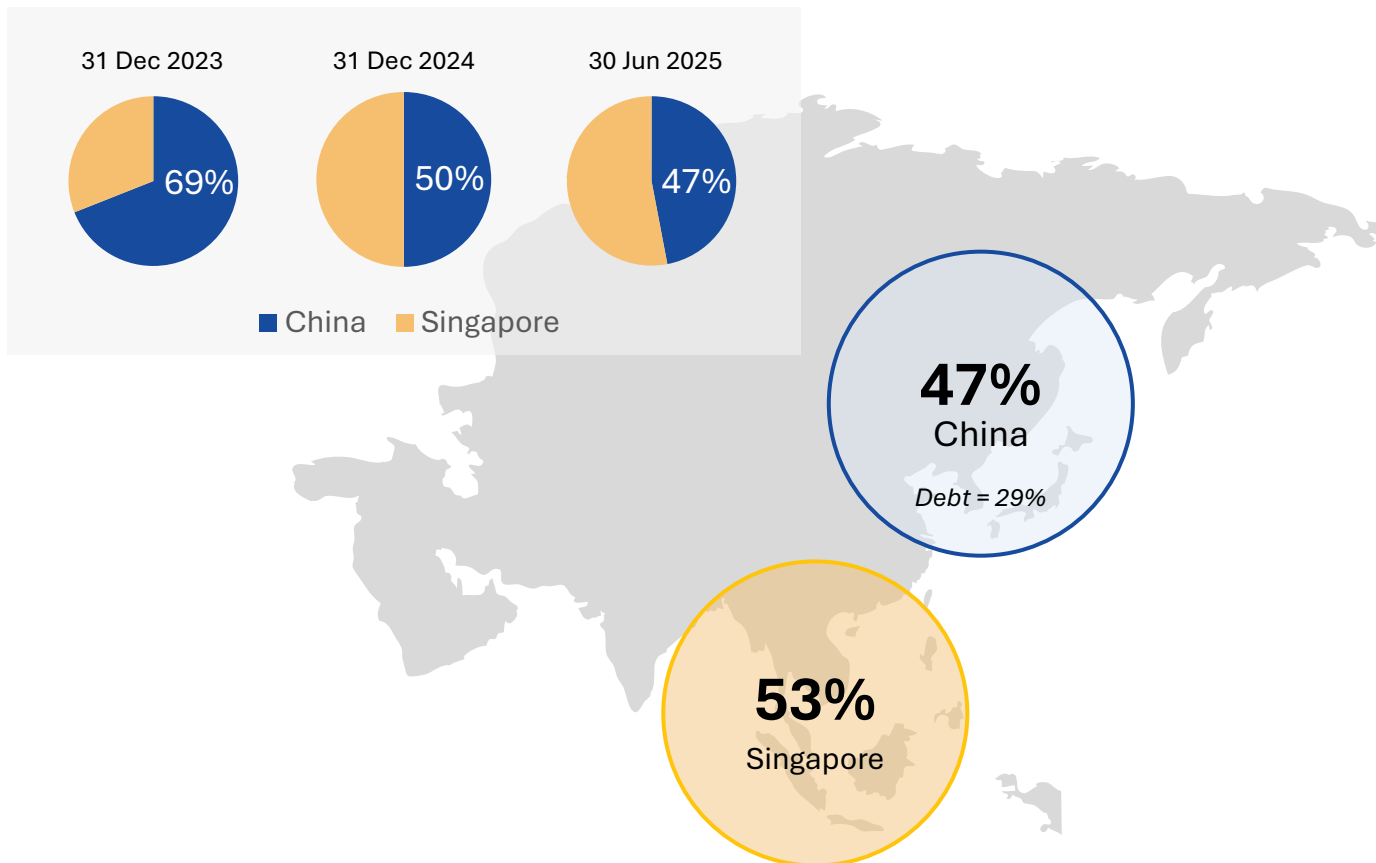 31 Dec 2023
31 Dec 2024
30 Jun 2025
69%
50%
47%
China
Singapore
47%
China
Debt = 29%
53%
Singapore